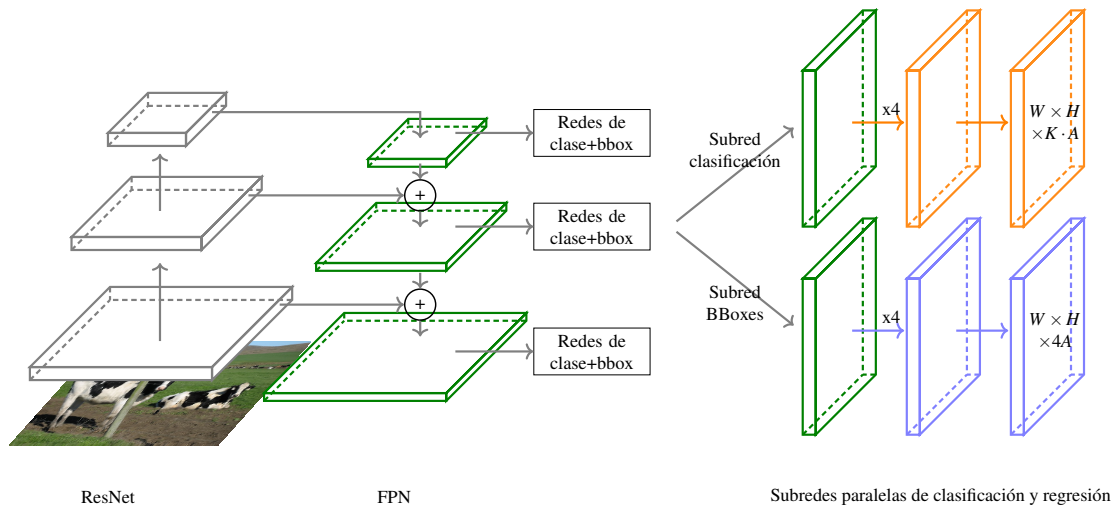 Redes de
clase+bbox
+
Redes de
clase+bbox
+
Redes de
clase+bbox
Subred
clasificación
Subred
BBoxes
x4
W × H
× K · A
x4
W × H
×4A
ResNet
FPN
Subredes paralelas de clasificación y regresión